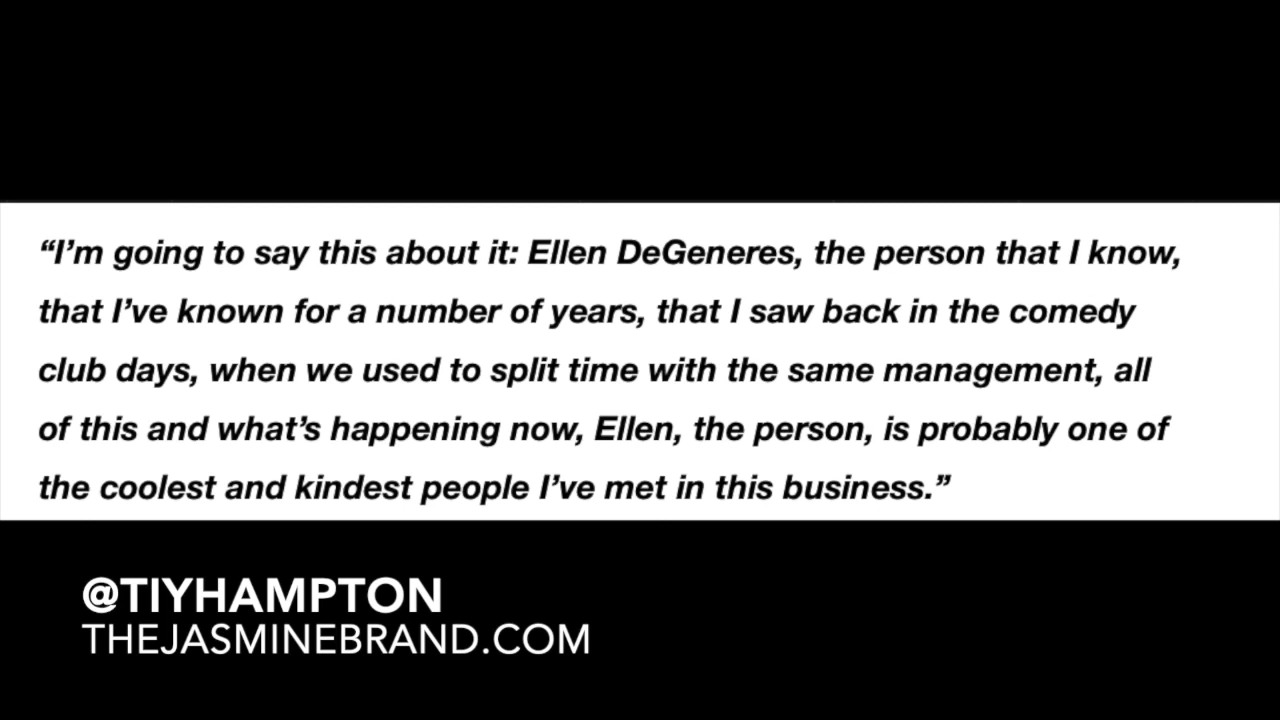 “I’m going to say this about it: Ellen DeGeneres, the person that I know,
that I’ve known for a number of years, that I saw back in the comedy
club days, when we used to split time with the same management, all
of this and what’s happening now, Ellen, the person, is probably one of
the coolest and kindest people I’ve met in this business.”
@TIYHAMPTON
THEJASMINEBRAND.COM